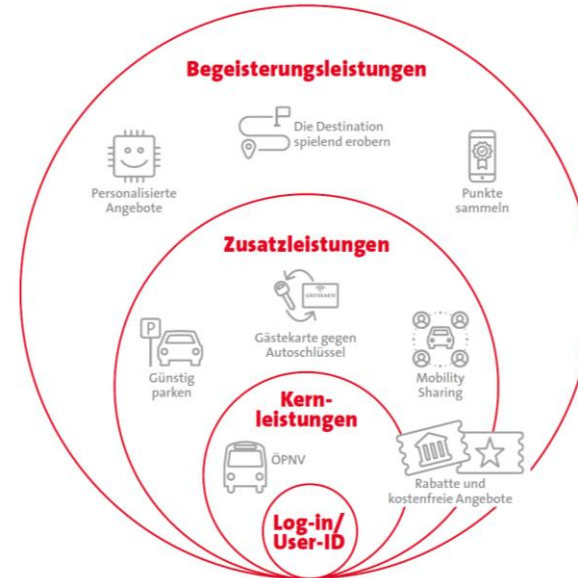 Begeisterungsleistungen
Die Destination
spielend erobern
Personalisierte
Angebote
Punkte
sammeln
Zusatzleistungen
GÄSTEKARTE
Gästekarte gegen
Autoschlüssel
P
Günstig
parken
Mobility
Sharing
Kern-
leistungen
ÖPNV
Rabatte und
kostenfreie Angebote
Log-in/
User-ID